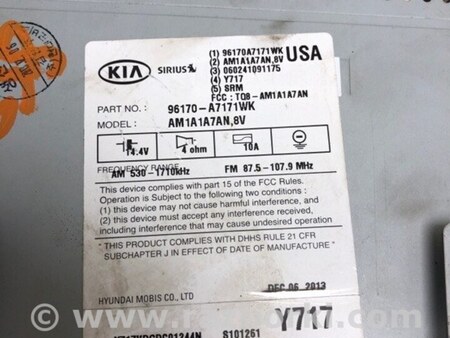 KIA
SIRIUS
(1) 96170A7171WK
USA
(2) AM1A1A7AN,8V
(3) 060241091175
(4) Y717
(5) SRM
FCC : TQ8-AM1A1A7AN
PART NO. : 96170-A7171WK
MODEL : AM1A1A7AN,8V
14.4V
4 ohm
10A
FREQUENCY RANGE
AM 530-1710kHz
FM 87.5-107.9 MHz
This device complies with part 15 of the FCC Rules.
Operation is Subject to the following two conditions :
(1) this device may not cause harmful interference, and
(2) this device must accept any interference received,
including interference that may cause undesired operation
" THIS PRODUCT COMPLIES WITH DHHS RULE 21 CFR
SUBCHAPTER J IN EFFECT OF DATE OF MANUFACTURE "
DEC 06, 2013
HYUNDAI MOBIS CO., LTD
Y717
S101261